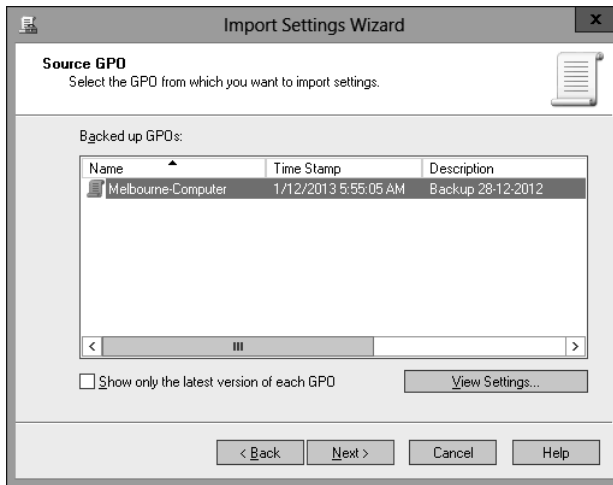 Import Settings Wizard
x
Source GPO
Select the GPO from which you want to import settings.
Backed up GPOs:
Name Time Stamp Description
Melbourne-Computer 1/12/2013 5:55:05 AM Backup 28-12-2012
Show only the latest version of each GPO View Settings...
< Back Next > Cancel Help